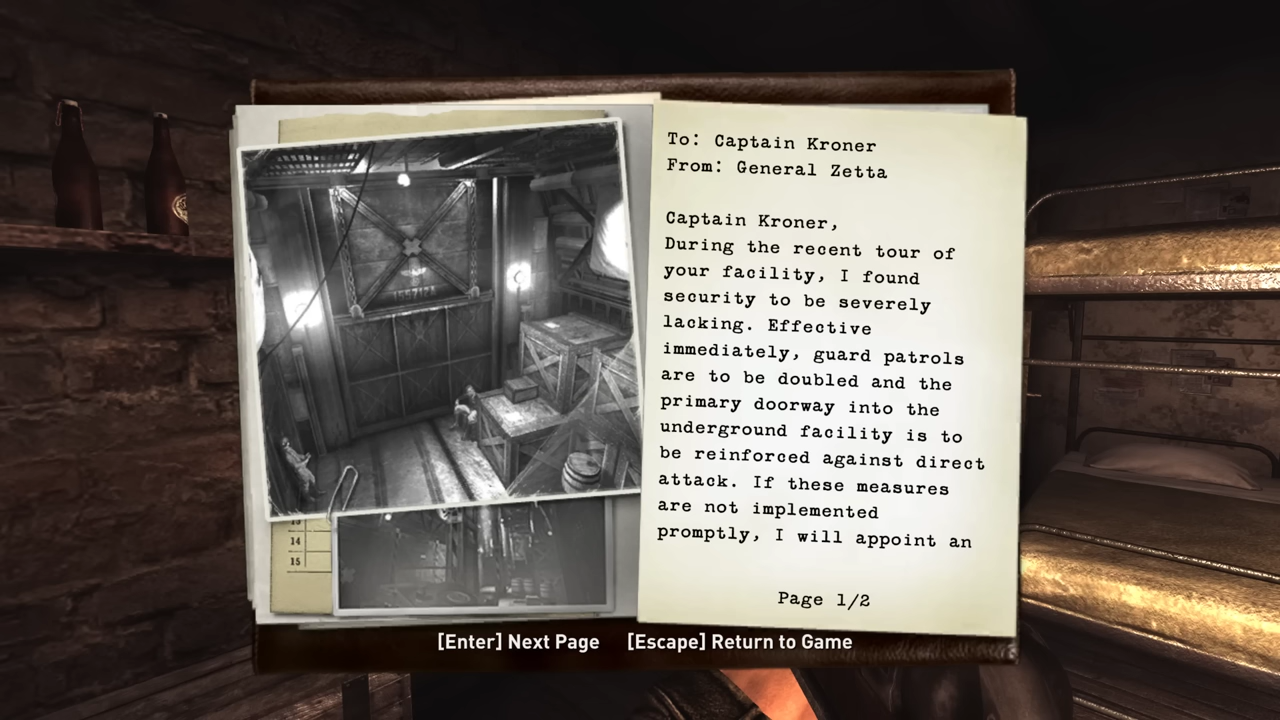 To: Captain Kroner
From: General Zetta
Captain Kroner,
During the recent tour of
your facility, I found
security to be severely
lacking. Effective
immediately, guard patrols
are to be doubled and the
primary doorway into the
underground facility is to
be reinforced against direct
attack. If these measures
are not implemented
promptly, I will appoint an
Page 1/2
14
15
[Enter] Next Page [Escape] Return to Game